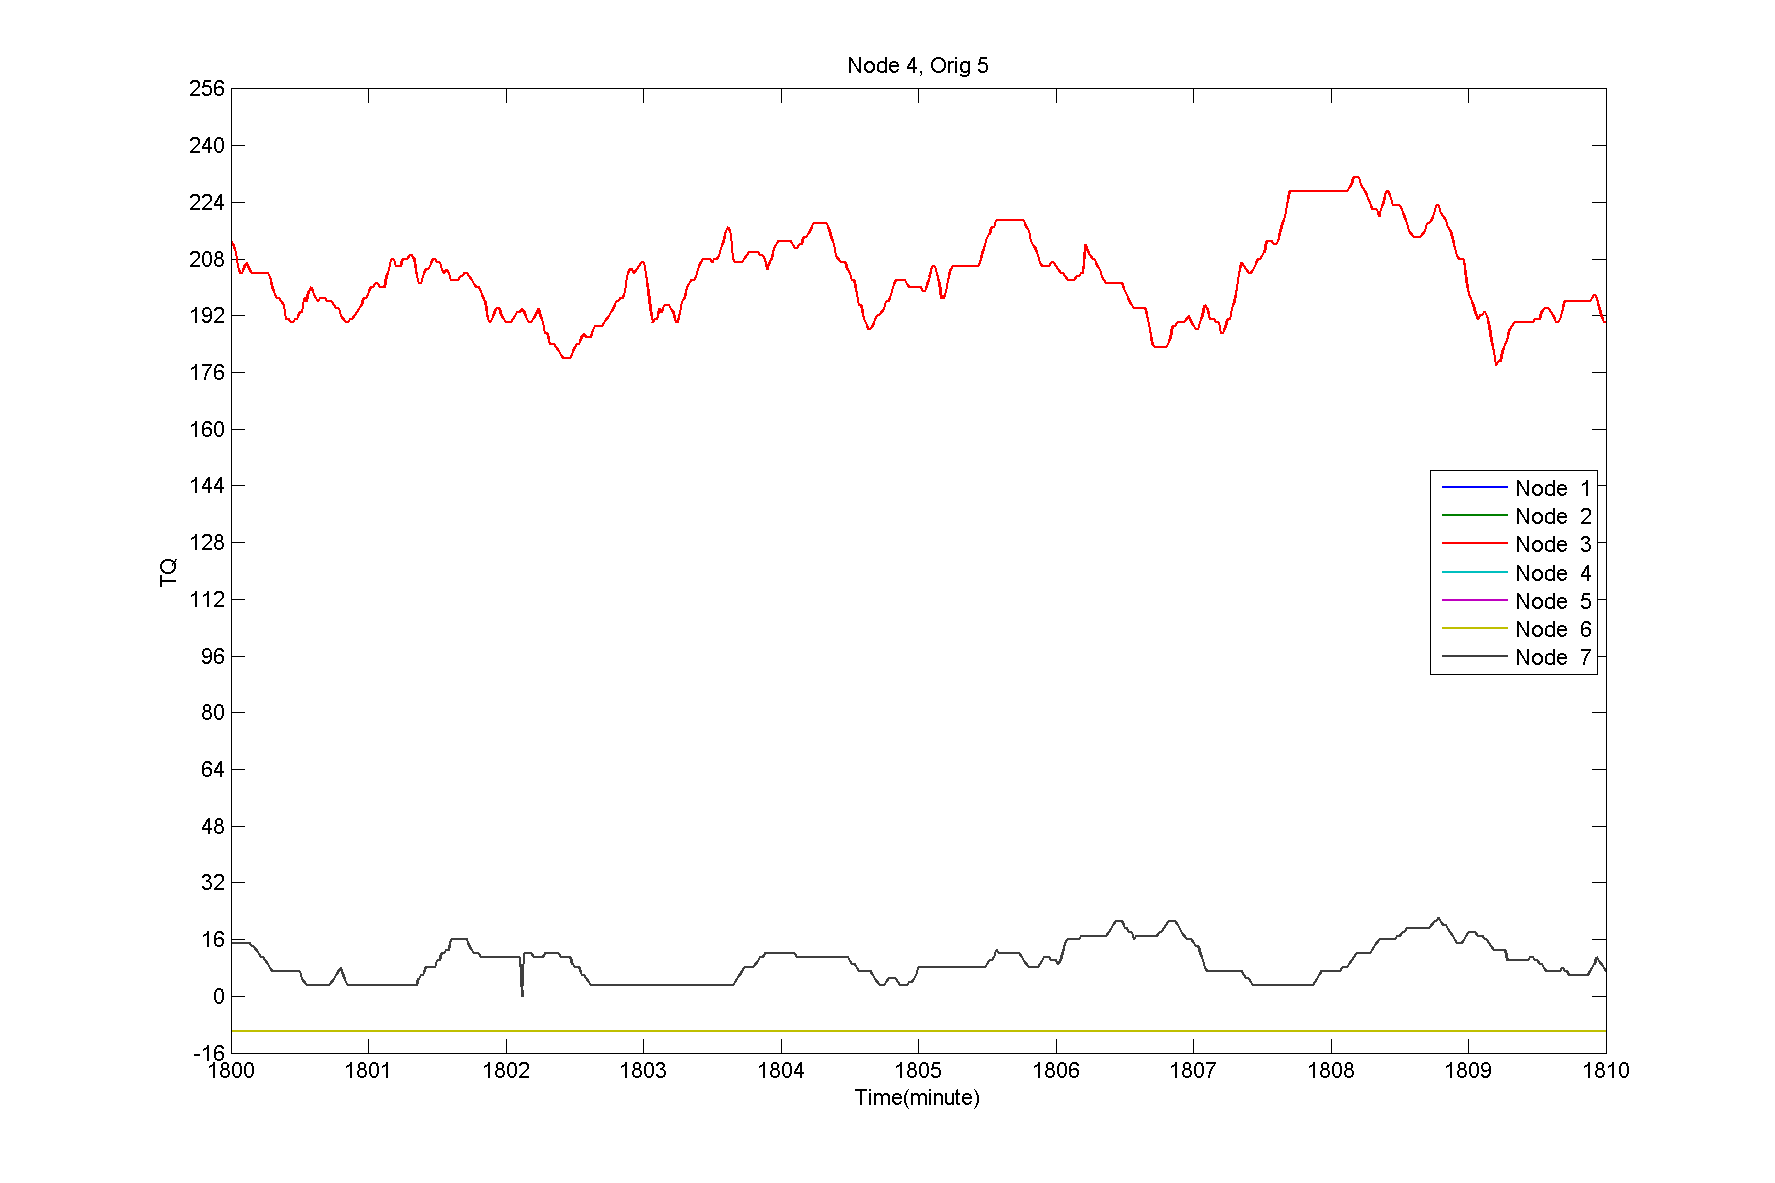 Node 4, Orig 5
256
240
224
208
192
176
160
144
128
112
96
80
64
48
32
16
0
-16
TQ
Node 1
Node 2
Node 3
Node 4
Node 5
Node 6
Node 7
1800 1801 1802 1803 1804 1805 1806 1807 1808 1809 1810
Time(minute)